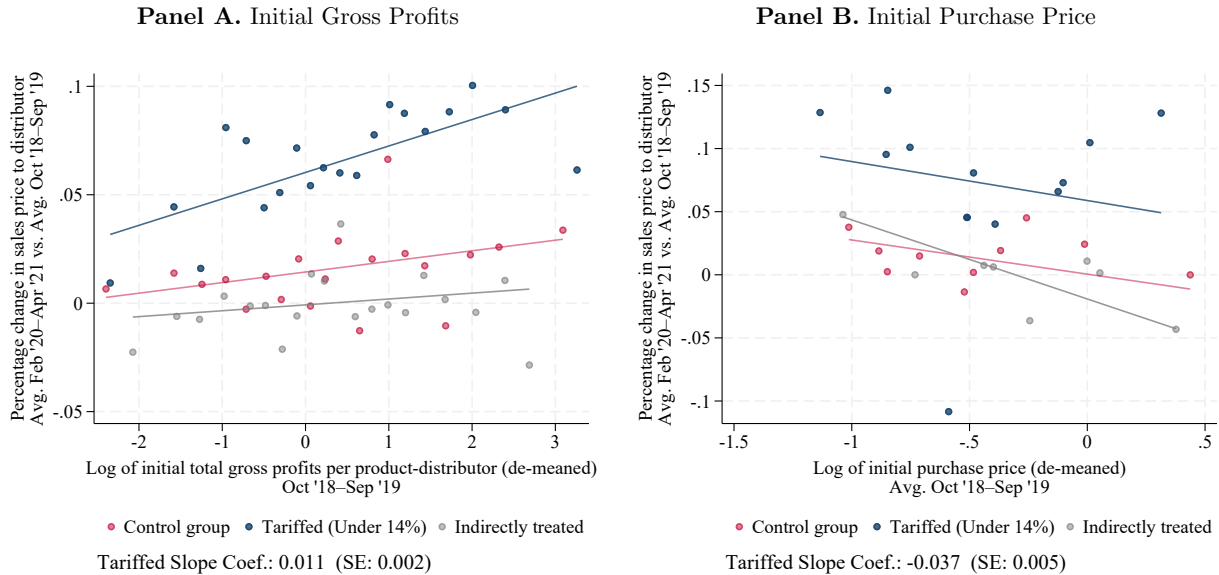 Panel A. Initial Gross Profits
Percentage change in sales price to distributor
Avg. Feb '20–Apr '21 vs. Avg. Oct '18–Sep '19
.1
.05
0
-.05
-2
-1
0
1
2
3
Log of initial total gross profits per product-distributor (de-meaned)
Oct '18–Sep '19
Control group
Tariffed (Under 14%)
Indirectly treated
Tariffed Slope Coef.: 0.011 (SE: 0.002)
Panel B. Initial Purchase Price
Percentage change in sales price to distributor
Avg. Feb '20–Apr '21 vs. Avg. Oct '18–Sep '19
.15
.1
.05
0
-.05
-.1
-1.5
-1
-.5
0
.5
Log of initial purchase price (de-meaned)
Avg. Oct '18–Sep '19
Control group
Tariffed (Under 14%)
Indirectly treated
Tariffed Slope Coef.: -0.037 (SE: 0.005)